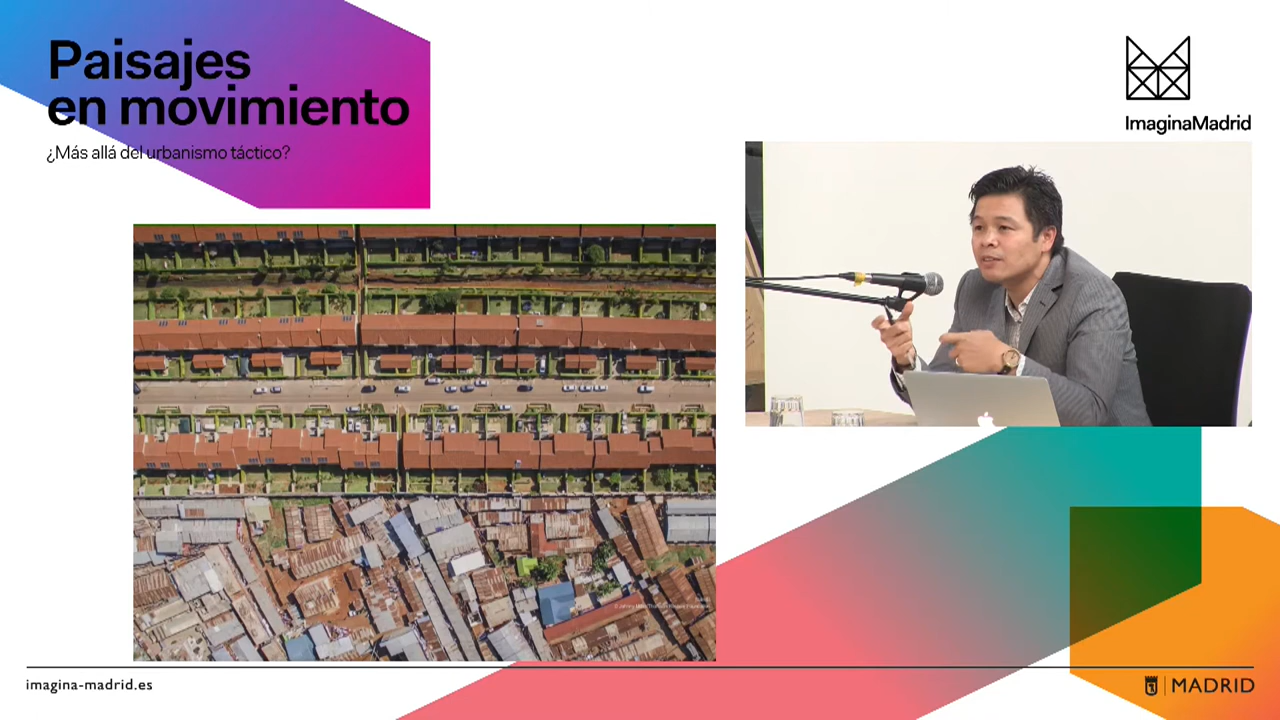 Paisajes
en movimiento
¿Más allá del urbanismo táctico?
ImaginaMadrid
imagina-madrid.es
MADRID